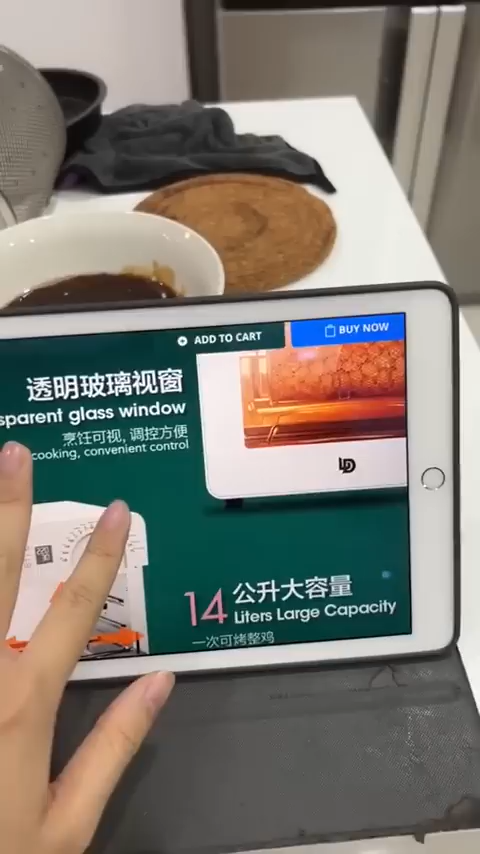 ADD TO CART
BUY NOW
透明玻璃视窗
sparent glass window
烹饪可视, 调控方便
cooking, convenient control
14 公升大容量
Liters Large Capacity
一次可烤整鸡